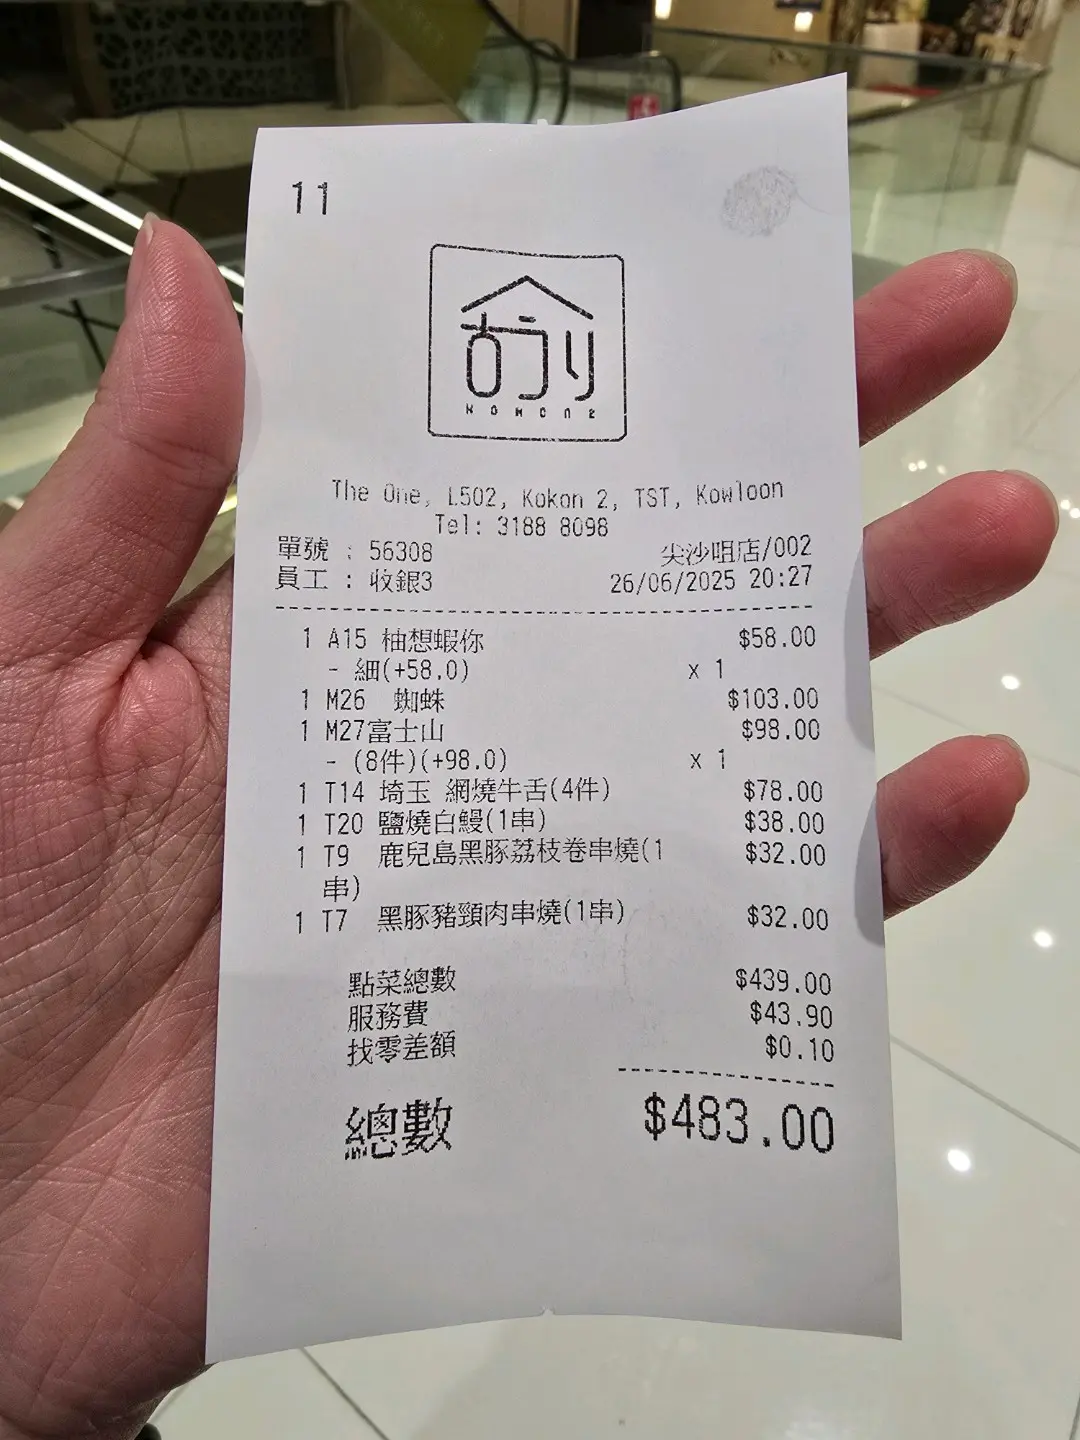 11
The One, L502, Kokon 2, TST, Kowloon
Tel: 3188 8098
單號 : 56308 尖沙咀店/002
員工 : 收銀3 26/06/2025 20:27
1 A15 柚想蝦你 $58.00
- 細(+58.0) x 1
1 M26 蜘蛛 $103.00
1 M27富士山 $98.00
- (8件)(+98.0) x 1
1 T14 埼玉 網燒牛舌(4件) $78.00
1 T20 鹽燒白鰻(1串) $38.00
1 T9 鹿兒島黑豚荔枝卷串燒(1 $32.00
串)
1 T7 黑豚豬頸肉串燒(1串) $32.00
點菜總數 $439.00
服務費 $43.90
找零差額 $0.10
總數 $483.00